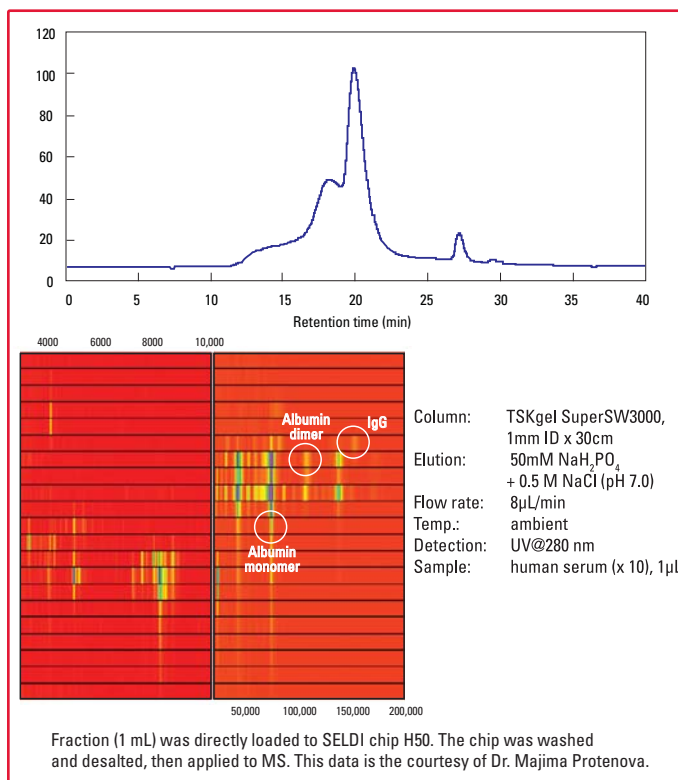 120
100
80
60
40
20
0
0 5 10 15 20 25 30 35 40
Retention time (min)
4000 6000 8000 10,000
Albumin
dimer
IgG
Albumin
monomer
50,000 100,000 150,000 200,000
Column: TSKgel SuperSW3000,
1mm ID x 30cm
Elution: 50mM NaH₂PO₄
+ 0.5 M NaCl (pH 7.0)
Flow rate: 8µL/min
Temp.: ambient
Detection: UV@280 nm
Sample: human serum (x 10), 1µL
Fraction (1 mL) was directly loaded to SELDI chip H50. The chip was washed
and desalted, then applied to MS. This data is the courtesy of Dr. Majima Protenova.